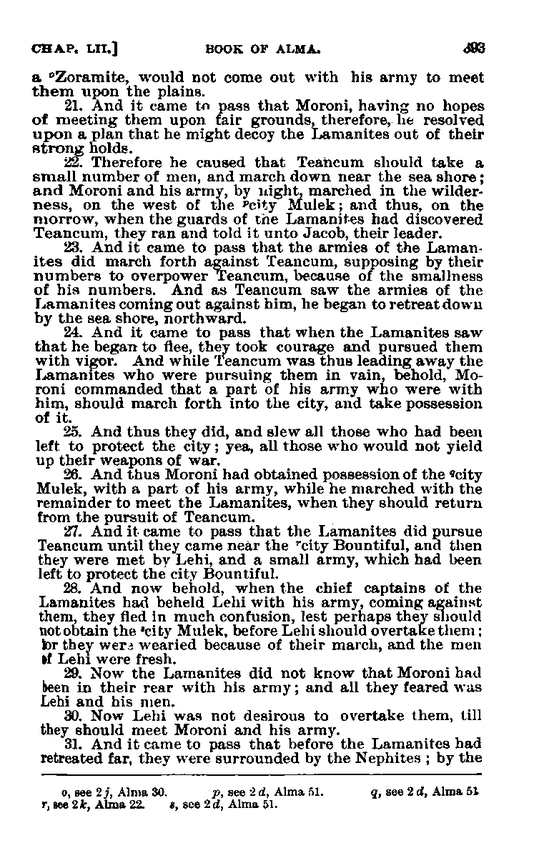 CHAP. LII.] BOOK OF ALMA. 393
a ºZoramite, would not come out with his army to meet
them upon the plains.
21. And it came to pass that Moroni, having no hopes
of meeting them upon fair grounds, therefore, he resolved
upon a plan that he might decoy the Lamanites out of their
strong holds.
22. Therefore he caused that Teancum should take a
small number of men, and march down near the sea shore;
and Moroni and his army, by night, marched in the wilder-
ness, on the west of the ᵖcity Mulek; and thus, on the
morrow, when the guards of the Lamanites had discovered
Teancum, they ran and told it unto Jacob, their leader.
23. And it came to pass that the armies of the Laman-
ites did march forth against Teancum, supposing by their
numbers to overpower Teancum, because of the smallness
of his numbers. And as Teancum saw the armies of the
Lamanites coming out against him, he began to retreat down
by the sea shore, northward.
24. And it came to pass that when the Lamanites saw
that he began to flee, they took courage and pursued them
with vigor. And while Teancum was thus leading away the
Lamanites who were pursuing them in vain, behold, Mo-
roni commanded that a part of his army who were with
him, should march forth into the city, and take possession
of it.
25. And thus they did, and slew all those who had been
left to protect the city; yea, all those who would not yield
up their weapons of war.
26. And thus Moroni had obtained possession of the ᑫcity
Mulek, with a part of his army, while he marched with the
remainder to meet the Lamanites, when they should return
from the pursuit of Teancum.
27. And it came to pass that the Lamanites did pursue
Teancum until they came near the ʳcity Bountiful, and then
they were met by Lehi, and a small army, which had been
left to protect the city Bountiful.
28. And now behold, when the chief captains of the
Lamanites had beheld Lehi with his army, coming against
them, they fled in much confusion, lest perhaps they should
not obtain the ˢcity Mulek, before Lehi should overtake them;
for they were wearied because of their march, and the men
of Lehi were fresh.
29. Now the Lamanites did not know that Moroni had
been in their rear with his army; and all they feared was
Lehi and his men.
30. Now Lehi was not desirous to overtake them, till
they should meet Moroni and his army.
31. And it came to pass that before the Lamanites had
retreated far, they were surrounded by the Nephites; by the
o, see 2 j, Alma 30. p, see 2 d, Alma 51. q, see 2 d, Alma 51
r, see 2 k, Alma 22. s, see 2 d, Alma 51.